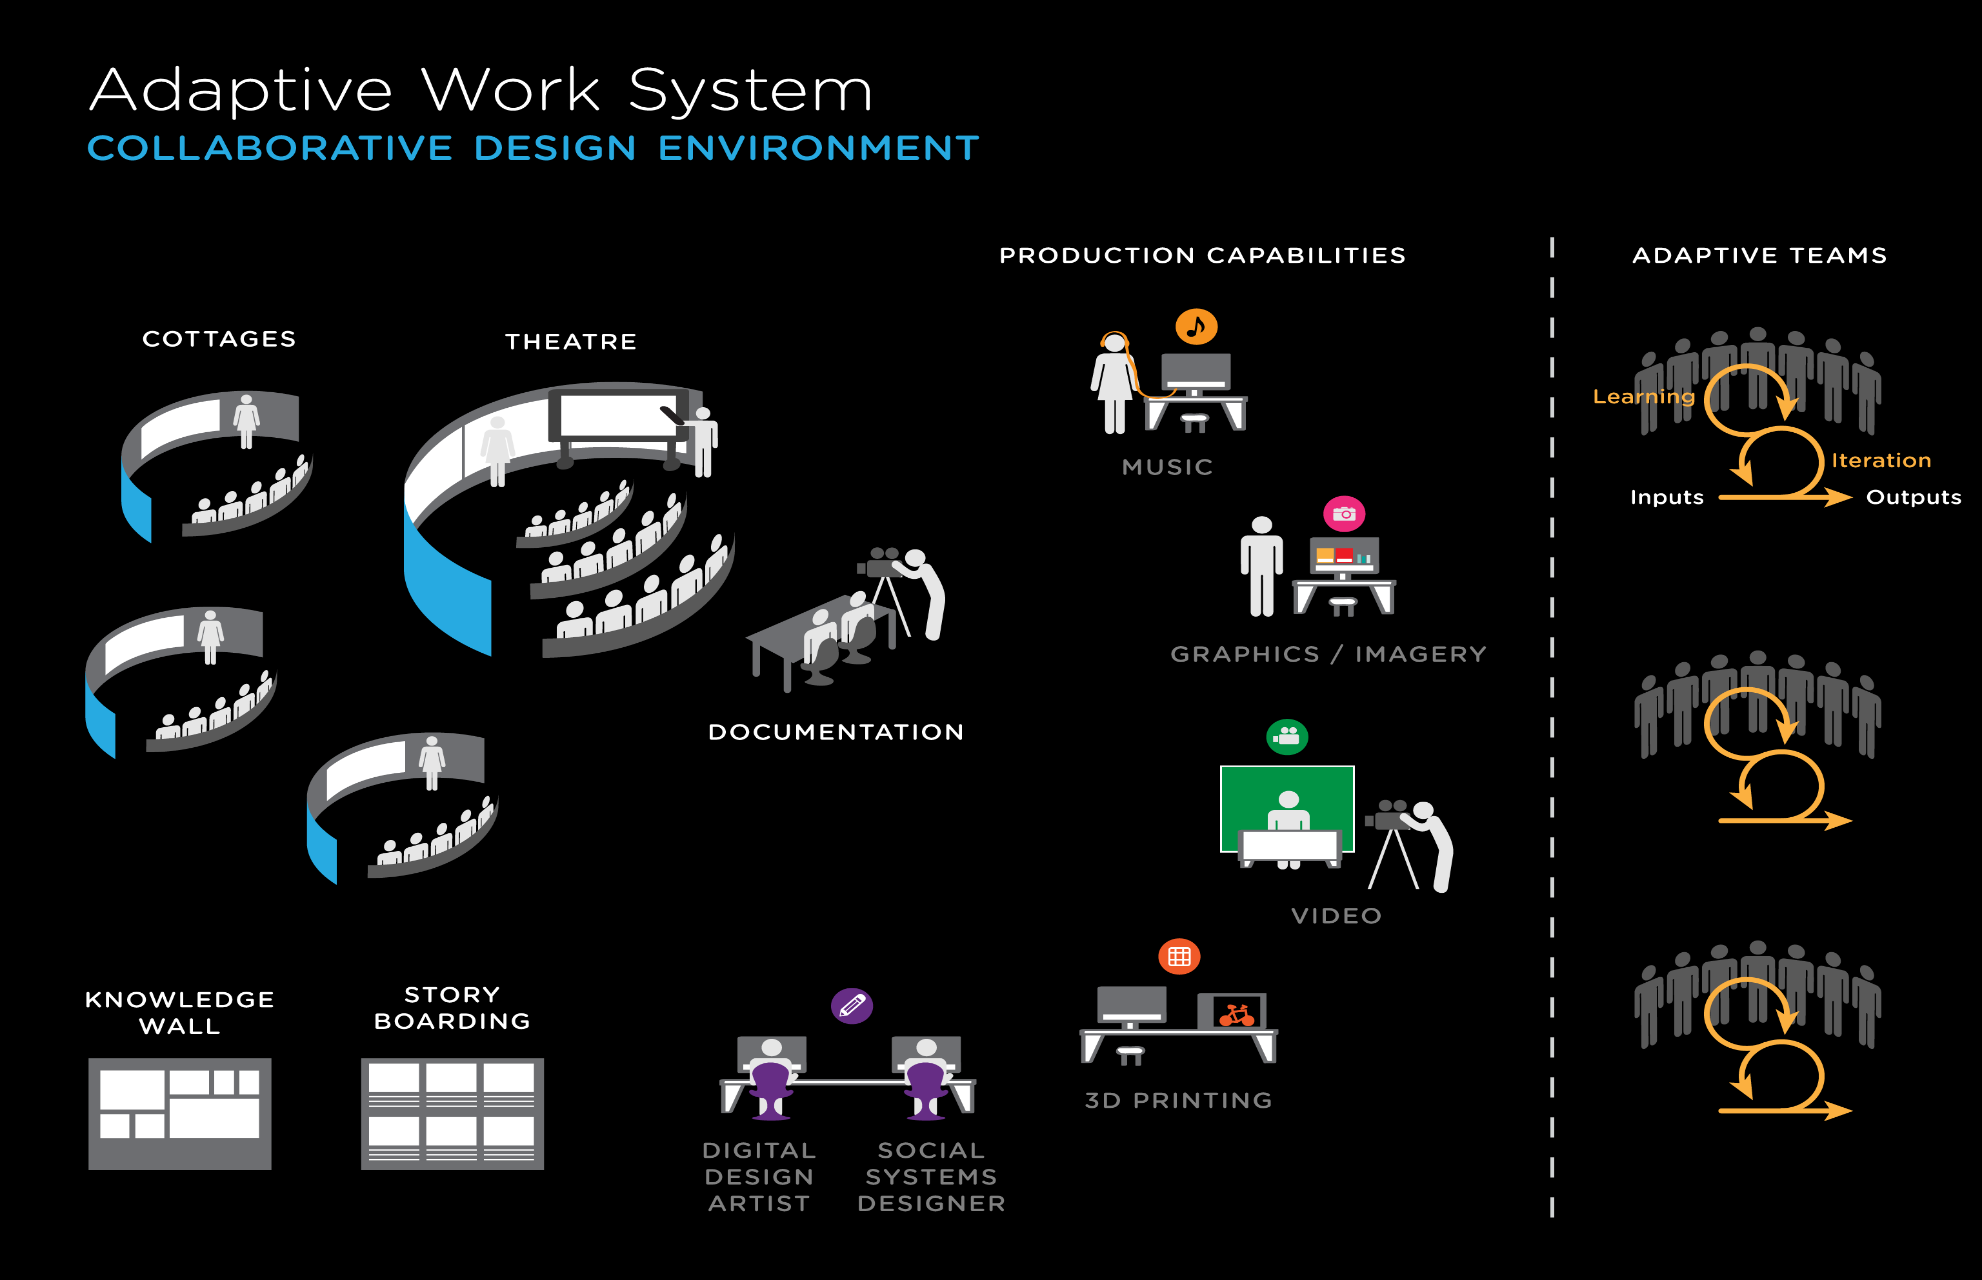 Adaptive Work System
COLLABORATIVE DESIGN ENVIRONMENT
COTTAGES
THEATRE
DOCUMENTATION
KNOWLEDGE
WALL
STORY
BOARDING
DIGITAL
DESIGN
ARTIST
SOCIAL
SYSTEMS
DESIGNER
PRODUCTION CAPABILITIES
MUSIC
GRAPHICS / IMAGERY
VIDEO
3D PRINTING
ADAPTIVE TEAMS
Learning
Iteration
Inputs
Outputs